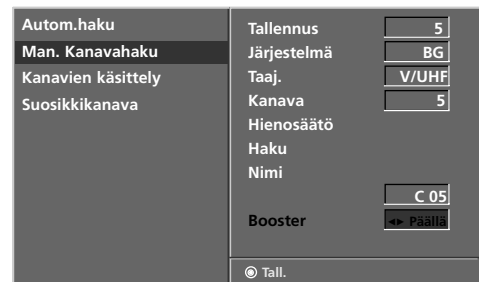 Autom.haku
Man. Kanavahaku
Kanavien käsittely
Suosikkikanava
Tallennus 5
Järjestelmä BG
Taaj. V/UHF
Kanava 5
Hienosäätö
Haku
Nimi
C 05
Booster ◄► Päällä
Tall.